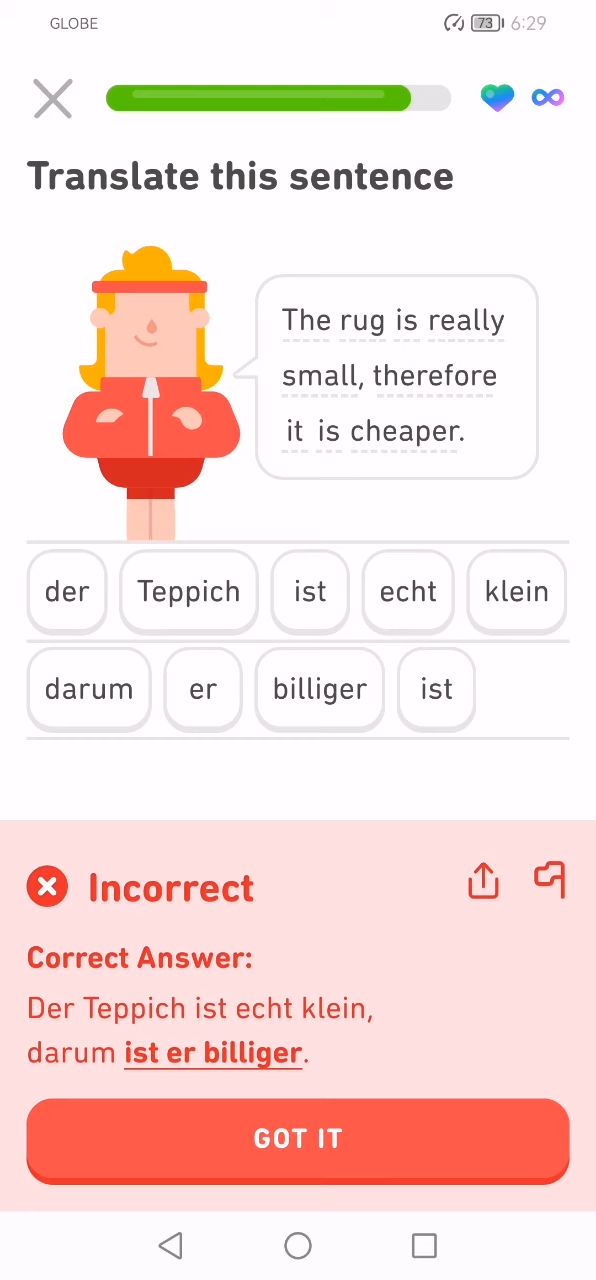 GLOBE 73 6:29
Translate this sentence
The rug is really
small, therefore
it is cheaper.
der Teppich ist echt klein
darum er billiger ist
Incorrect
Correct Answer:
Der Teppich ist echt klein,
darum ist er billiger.
GOT IT